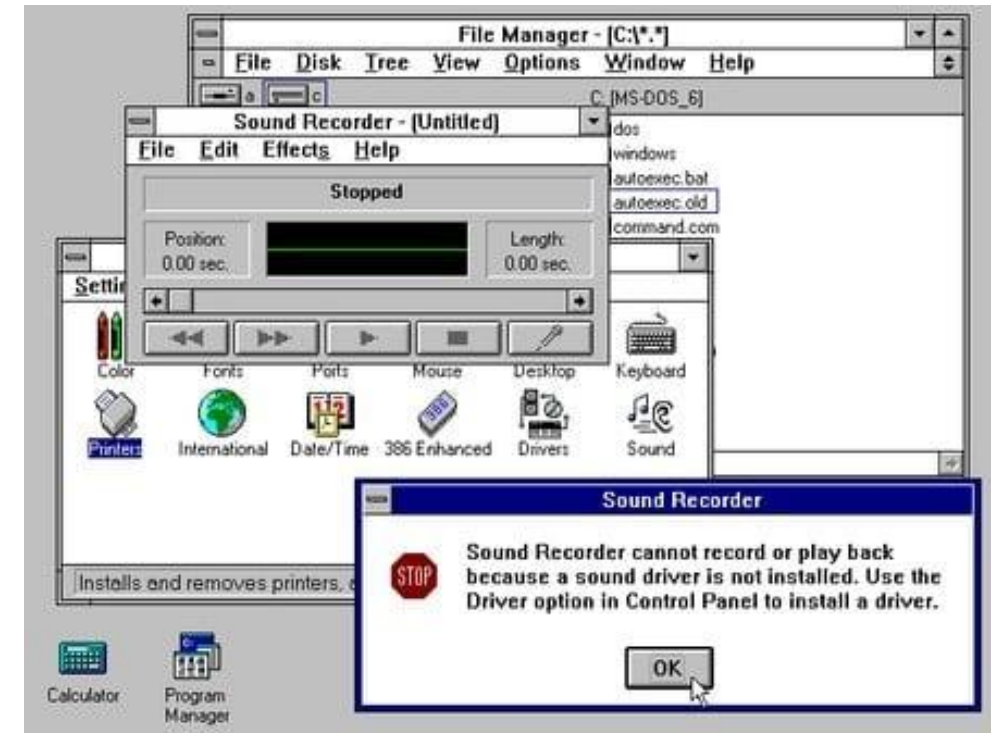 File Manager - [C:\*.*]
File Disk Tree View Options Window Help
a c C: [MS-DOS_6]
dos
windows
autoexec.bat
autoexec.old
command.com
Sound Recorder - (Untitled)
File Edit Effects Help
Stopped
Position:
0.00 sec.
Length:
0.00 sec.
Settin
Color Fonts Ports Mouse Desktop Keyboard
Printers International Date/Time 386 Enhanced Drivers Sound
Installs and removes printers,
Sound Recorder
STOP
Sound Recorder cannot record or play back
because a sound driver is not installed. Use the
Driver option in Control Panel to install a driver.
OK
Calculator
Program
Manager